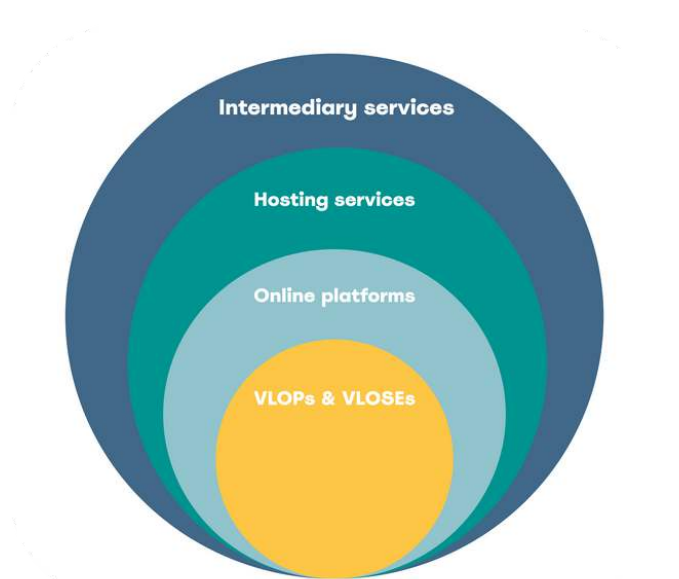 Intermediary services
Hosting services
Online platforms
VLOPs & VLOSEs